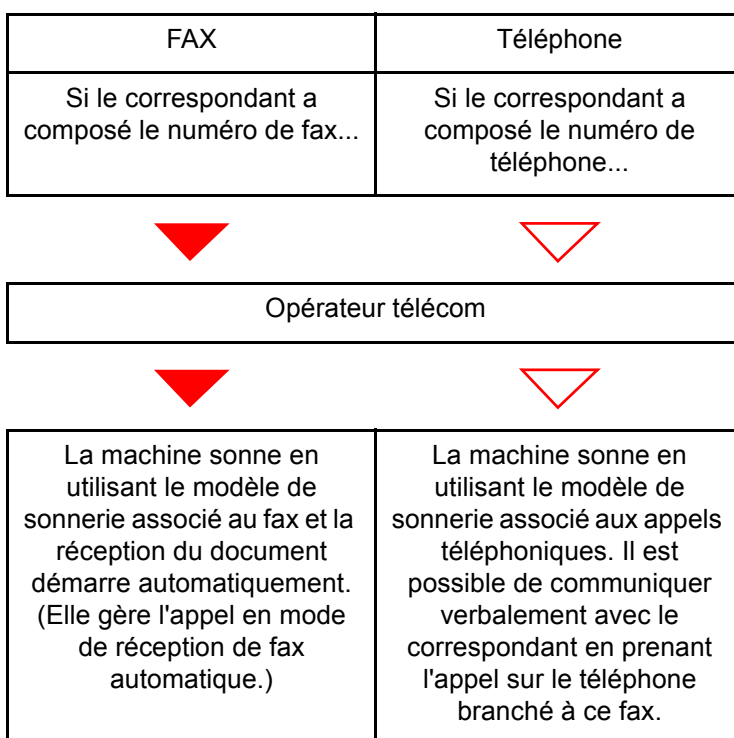 FAX
Téléphone
Si le correspondant a
composé le numéro de fax...
Si le correspondant a
composé le numéro de
téléphone...
Opérateur télécom
La machine sonne en
utilisant le modèle de
sonnerie associé au fax et la
réception du document
démarre automatiquement.
(Elle gère l'appel en mode
de réception de fax
automatique.)
La machine sonne en
utilisant le modèle de
sonnerie associé aux appels
téléphoniques. Il est
possible de communiquer
verbalement avec le
correspondant en prenant
l'appel sur le téléphone
branché à ce fax.